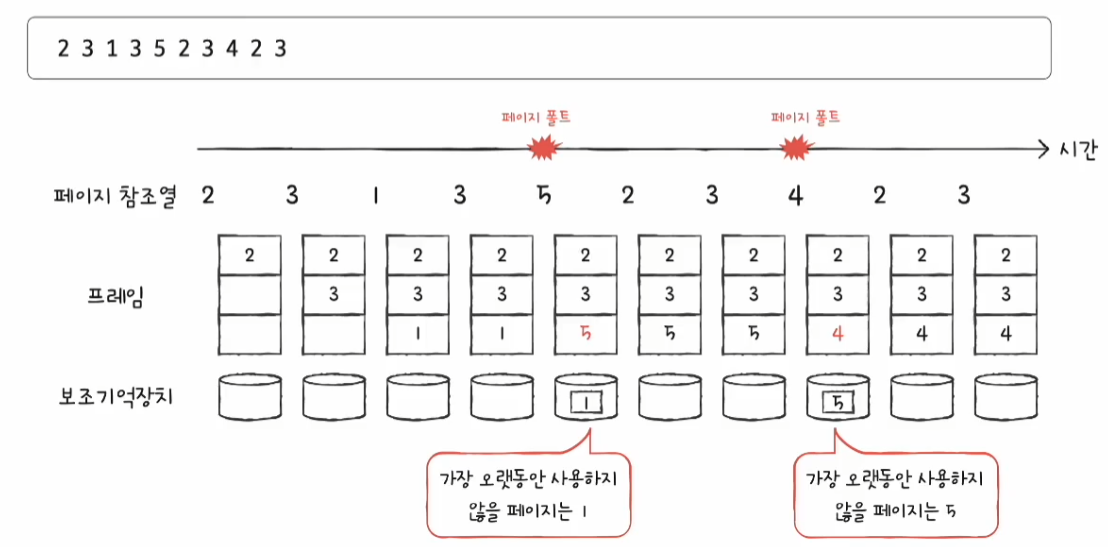 2 3 1 3 5 2 3 4 2 3
페이지 폴트 페이지 폴트
시간
페이지 참조열 2 3 1 3 5 2 3 4 2 3
2 2 2 2 2 2 2 2 2 2
프레임 3 3 3 3 3 3 3 3 3
1 1 5 5 5 4 4 4
보조기억장치 1 5
가장 오랫동안 사용하지
않을 페이지는 1
가장 오랫동안 사용하지
않을 페이지는 5